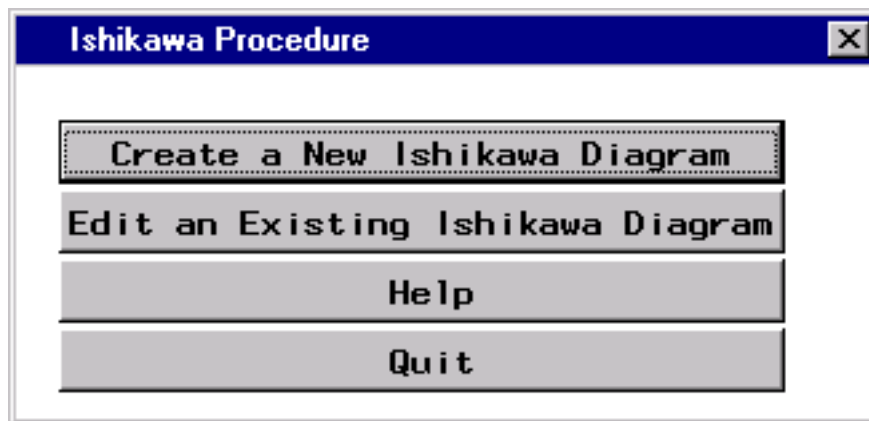 Ishikawa Procedure
Create a New Ishikawa Diagram
Edit an Existing Ishikawa Diagram
Help
Quit